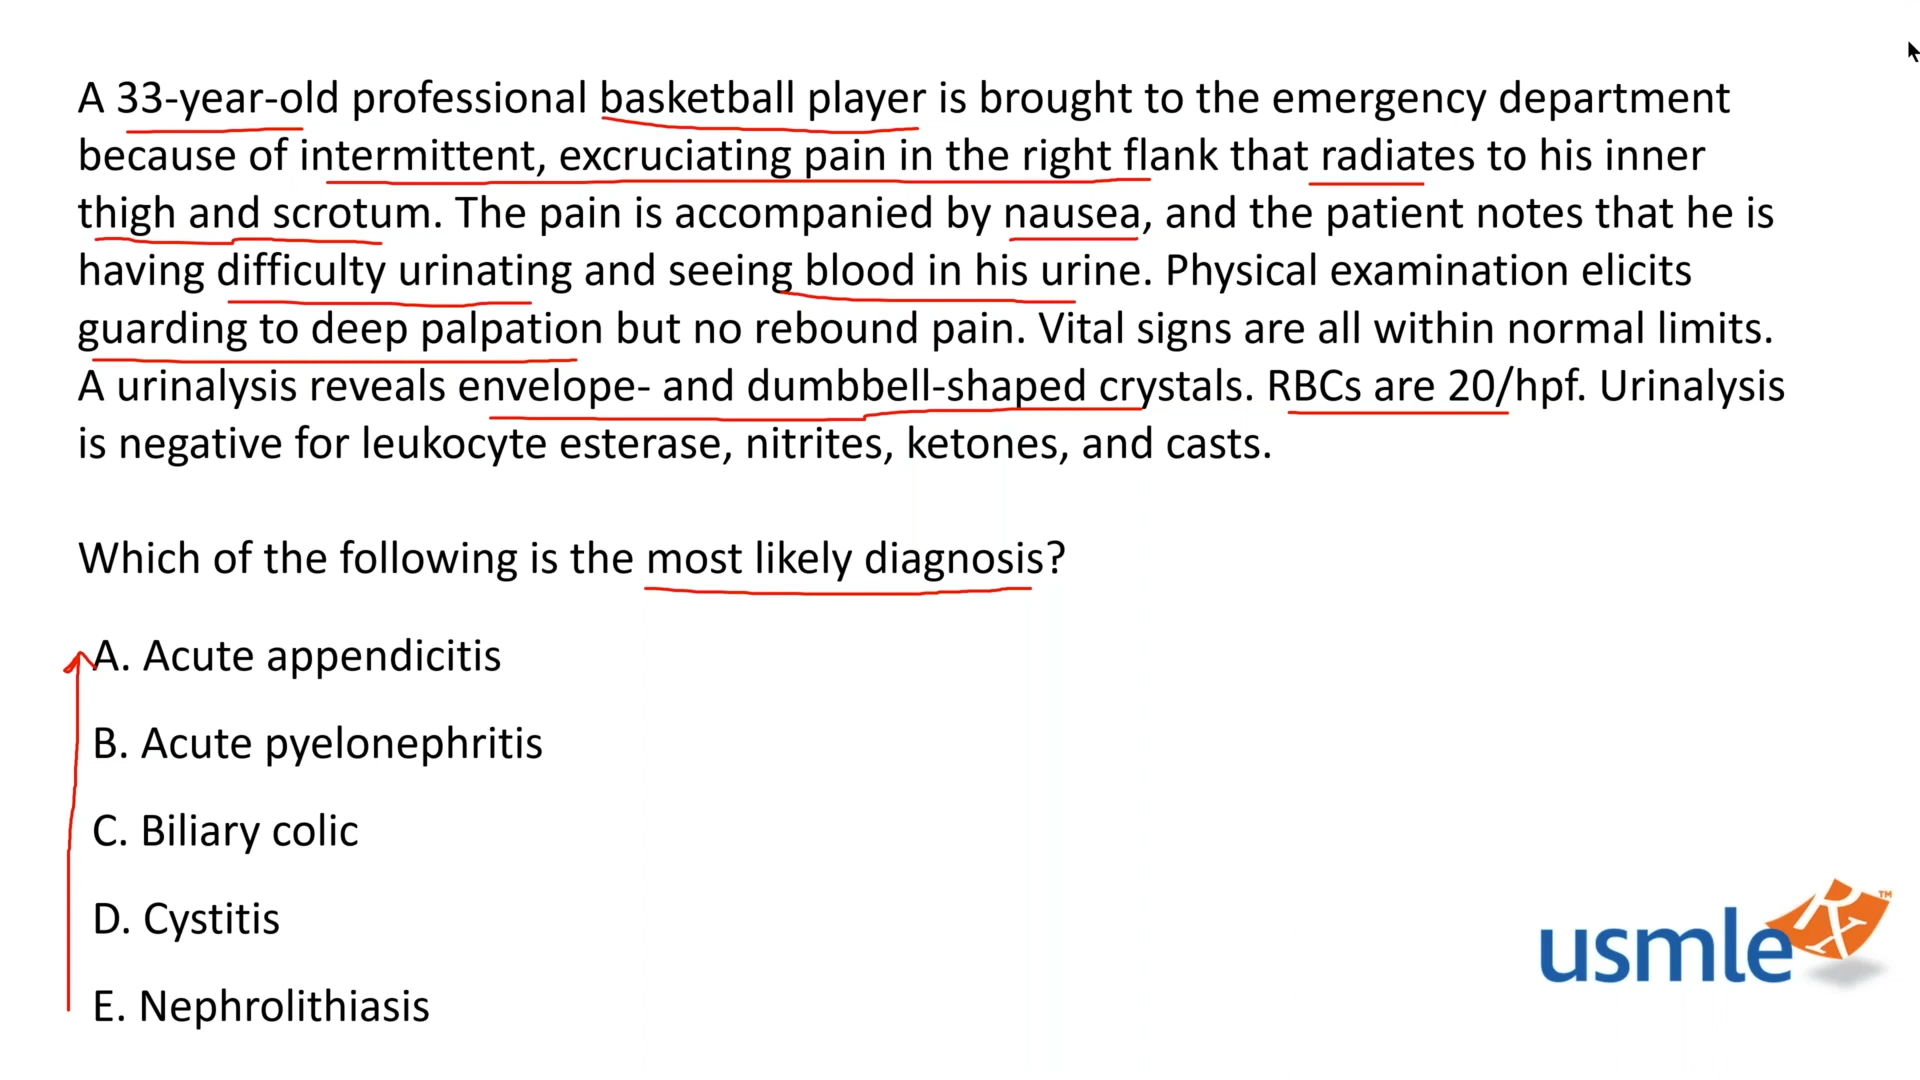 A 33-year-old professional basketball player is brought to the emergency department
because of intermittent, excruciating pain in the right flank that radiates to his inner
thigh and scrotum. The pain is accompanied by nausea, and the patient notes that he is
having difficulty urinating and seeing blood in his urine. Physical examination elicits
guarding to deep palpation but no rebound pain. Vital signs are all within normal limits.
A urinalysis reveals envelope- and dumbbell-shaped crystals. RBCs are 20/hpf. Urinalysis
is negative for leukocyte esterase, nitrites, ketones, and casts.
Which of the following is the most likely diagnosis?
A. Acute appendicitis
B. Acute pyelonephritis
C. Biliary colic
D. Cystitis
E. Nephrolithiasis
usmle Rx™